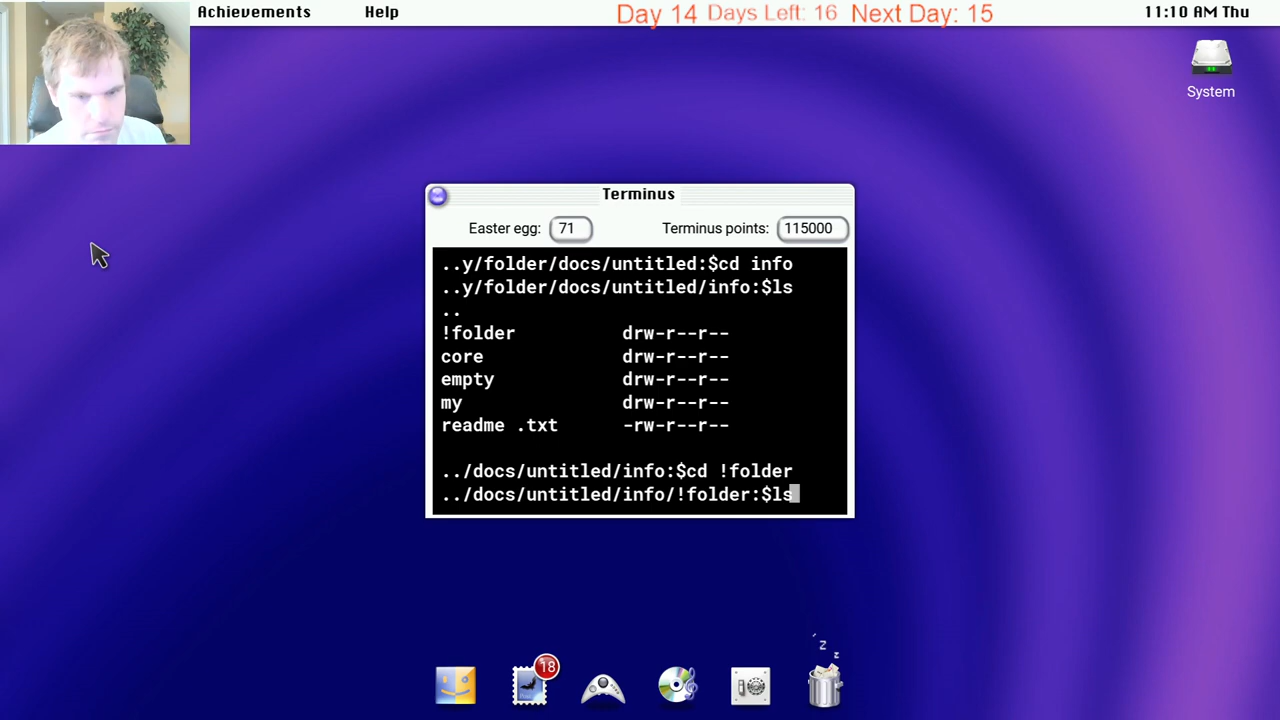 Achievements Help Day 14 Days Left: 16 Next Day: 15 11:10 AM Thu
System
Terminus
Easter egg: 71 Terminus points: 115000
..y/folder/docs/untitled:$cd info
..y/folder/docs/untitled/info:$ls
..
!folder drw-r--r--
core drw-r--r--
empty drw-r--r--
my drw-r--r--
readme .txt -rw-r--r--
../docs/untitled/info:$cd !folder
../docs/untitled/info/!folder:$ls
18
z
z